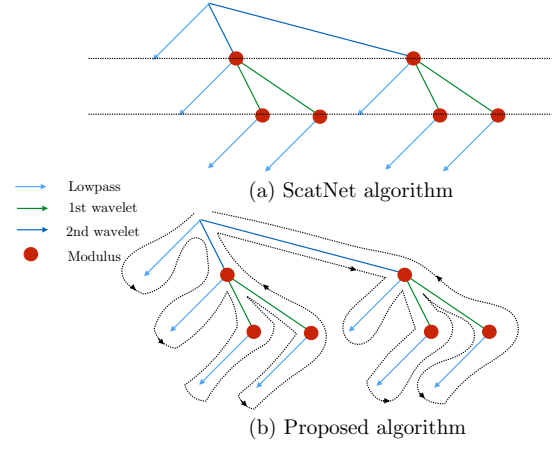 (a) ScatNet algorithm
Lowpass
1st wavelet
2nd wavelet
Modulus
(b) Proposed algorithm